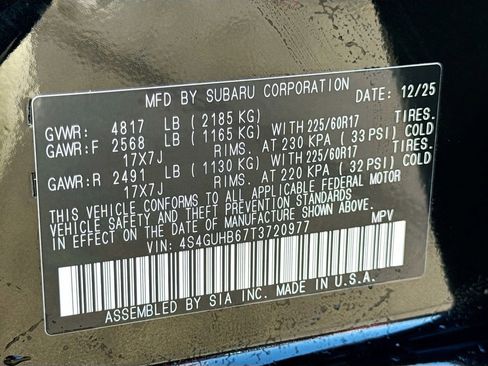 MFD BY SUBARU CORPORATION DATE: 12/25
GVWR: 4817 LB (2185 KG)
GAWR:F 2568 LB (1165 KG) WITH 225/60R17 TIRES.
17X7J RIMS. AT 230 KPA (33 PSI) COLD
GAWR:R 2491 LB (1130 KG) WITH 225/60R17 TIRES.
17X7J RIMS. AT 220 KPA (32 PSI) COLD
THIS VEHICLE CONFORMS TO ALL APPLICABLE FEDERAL MOTOR
VEHICLE SAFETY AND THEFT PREVENTION STANDARDS
IN EFFECT ON THE DATE OF MANUFACTURE SHOWN ABOVE.
VIN: 4S4GUHB67T3720977 MPV
ASSEMBLED BY SIA INC. MADE IN U.S.A.